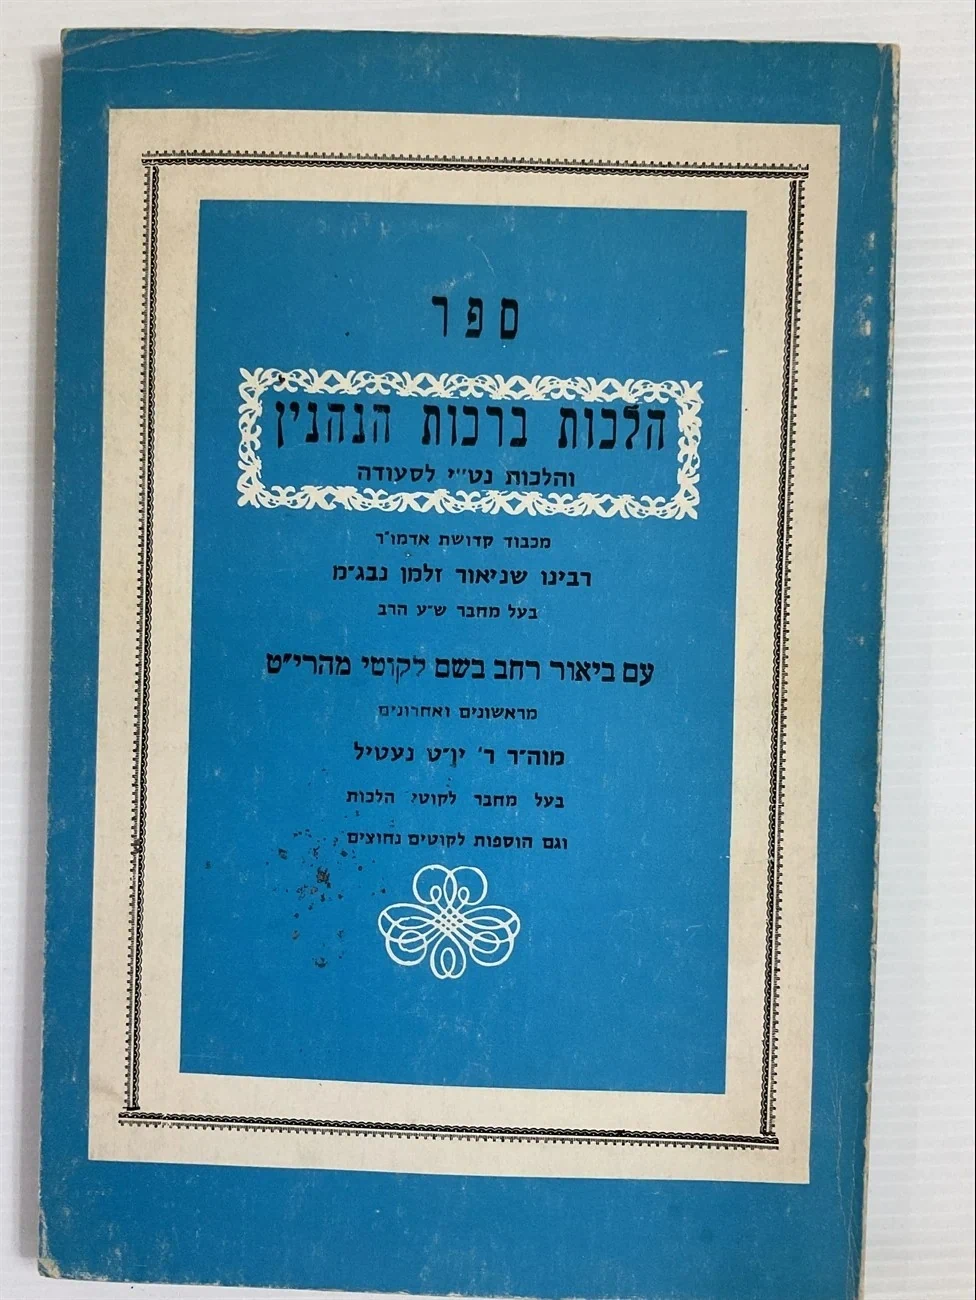 ספר
הלכות ברכות הנהנין
והלכות נט"י לסעודה
מכבוד קדושת אדמו"ר
רבינו שניאור זלמן נבג"מ
בעל מחבר ש"ע הרב
עם ביאור רחב בשם לקוטי מהרי"ט
מראשונים ואחרונים
מוה"ר ר' יו"ט נעטיל
בעל מחבר לקוטי הלכות
וגם הוספות לקוטים נחוצים